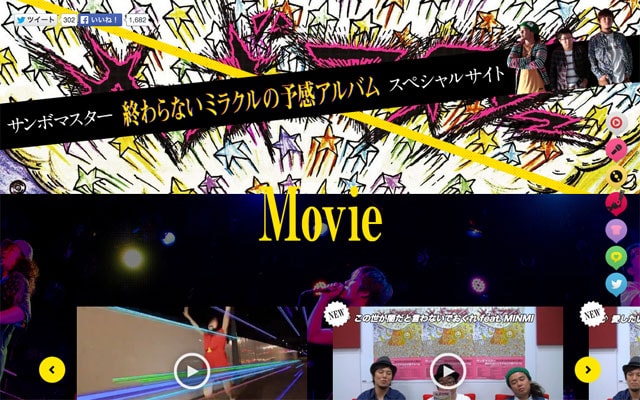 ツイート 302 いいね！ 1,682
サンボマスター 終わらないミラクルの予感アルバム スペシャルサイト
Movie
NEW この世が闇だと言わないでおくれ feat. MINMI
NEW ♪ 愛したい